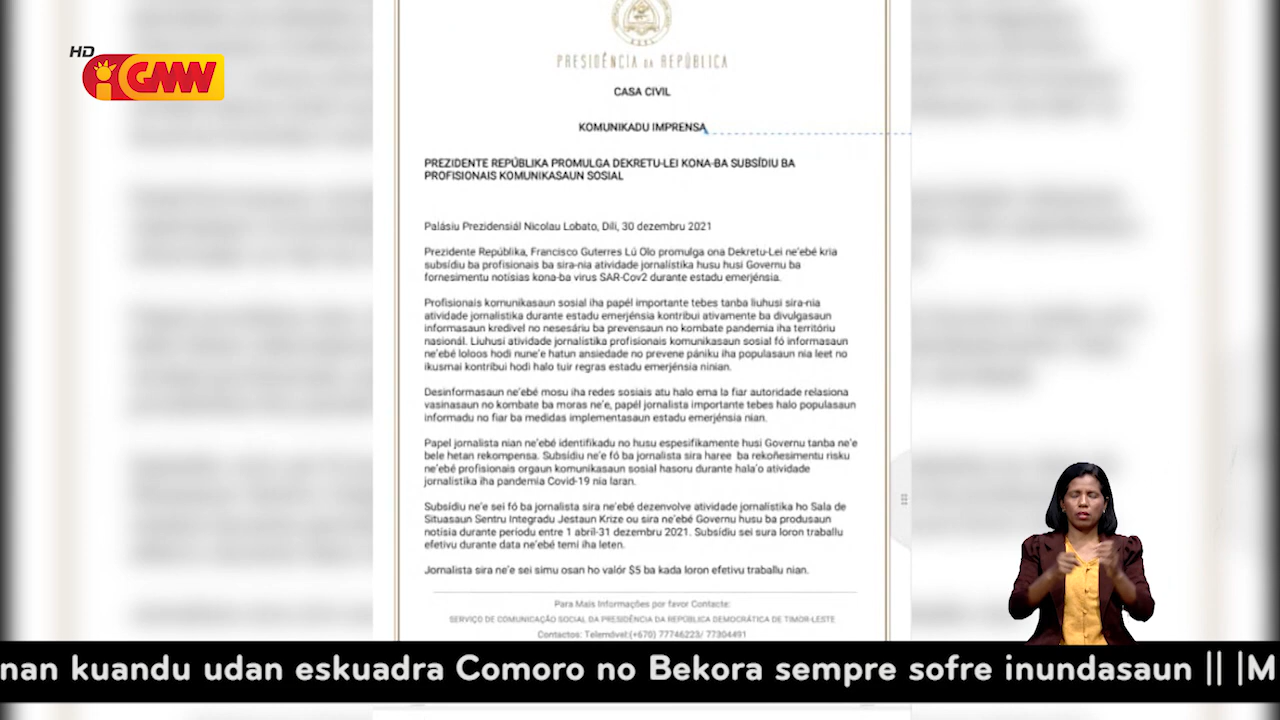 HD
GMN
PRESIDÊNCIA DA REPÚBLICA
CASA CIVIL
KOMUNIKADU IMPRENSA
PREZIDENTE REPÚBLIKA PROMULGA DEKRETU-LEI KONA-BA SUBSÍDIU BA
PROFISIONAIS KOMUNIKASAUN SOSIAL
Palásiu Prezidensiál Nicolau Lobato, Díli, 30 dezembru 2021
Prezidente Repúblika, Francisco Guterres Lú Olo promulga ona Dekretu-Lei ne'ebé kria
subsídiu ba profisionais ba sira-nia atividade jornalístika husu husi Governu ba
fornesimentu notísias kona-ba virus SAR-Cov2 durante estadu emerjénsia.
Profisionais komunikasaun sosial iha papél importante tebes tanba liuhusi sira-nia
atividade jornalistika durante estadu emerjénsia kontribui ativamente ba divulgasaun
informasaun kredivel no nesesáriu ba prevensaun no kombate pandemia iha territóriu
nasionál. Liuhusi atividade jornalístika profisionais komunikasaun sosial fó informasaun
ne'ebé loloos hodi nune'e hatun ansiedade no prevene pániku iha populasaun nia leet no
ikusmai kontribui hodi halo tuir regras estadu emerjénsia ninian.
Desinformasaun ne'ebé mosu iha redes sosiais atu halo ema la fiar autoridade relasiona
vasinasaun no kombate ba moras ne'e, papél jornalista importante tebes halo populasaun
informadu no fiar ba medidas implementasaun estadu emerjénsia nian.
Papel jornalista nian ne'ebé identifikadu no husu espesifikamente husi Governu tanba ne'e
bele hetan rekompensa. Subsídiu ne'e fó ba jornalista sira haree ba rekoñesimentu risku
ne'ebé profisionais orgaun komunikasaun sosial hasoru durante hala'o atividade
jornalístika iha pandemia Covid-19 nia laran.
Subsídiu ne'e sei fó ba jornalista sira ne'ebé dezenvolve atividade jornalístika ho Sala de
Situasaun Sentru Integradu Jestaun Krize ou sira ne'ebé Governu husu ba produsaun
notísia durante periodu entre 1 abril-31 dezembru 2021. Subsídiu sei sura loron traballu
efetivu durante data ne'ebé temi iha leten.
Jornalista sira ne'e sei simu osan ho valór $5 ba kada loron efetivu traballu nian.
Para Mais Informações por favor Contacte:
SERVIÇO DE COMUNICAÇÃO SOCIAL DA PRESIDÊNCIA DA REPÚBLICA DEMOCRÁTICA DE TIMOR-LESTE
Contactos: Telemóvel:(+670) 77746223/ 77304491
nan kuandu udan eskuadra Comoro no Bekora sempre sofre inundasaun || |M